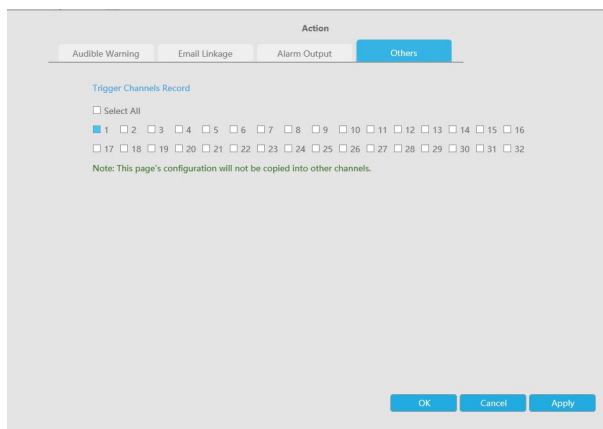 Action
Audible Warning Email Linkage Alarm Output Others
Trigger Channels Record
Select All
1 2 3 4 5 6 7 8 9 10 11 12 13 14 15 16
17 18 19 20 21 22 23 24 25 26 27 28 29 30 31 32
Note: This page's configuration will not be copied into other channels.
OK Cancel Apply